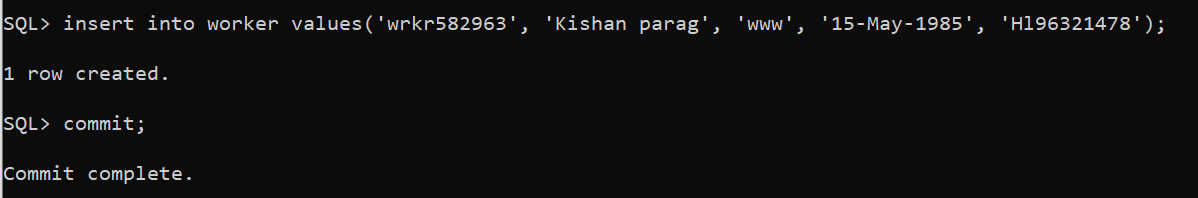 SQL> insert into worker values('wrkr582963', 'Kishan parag', 'www', '15-May-1985', 'Hl96321478');
1 row created.
SQL> commit;
Commit complete.